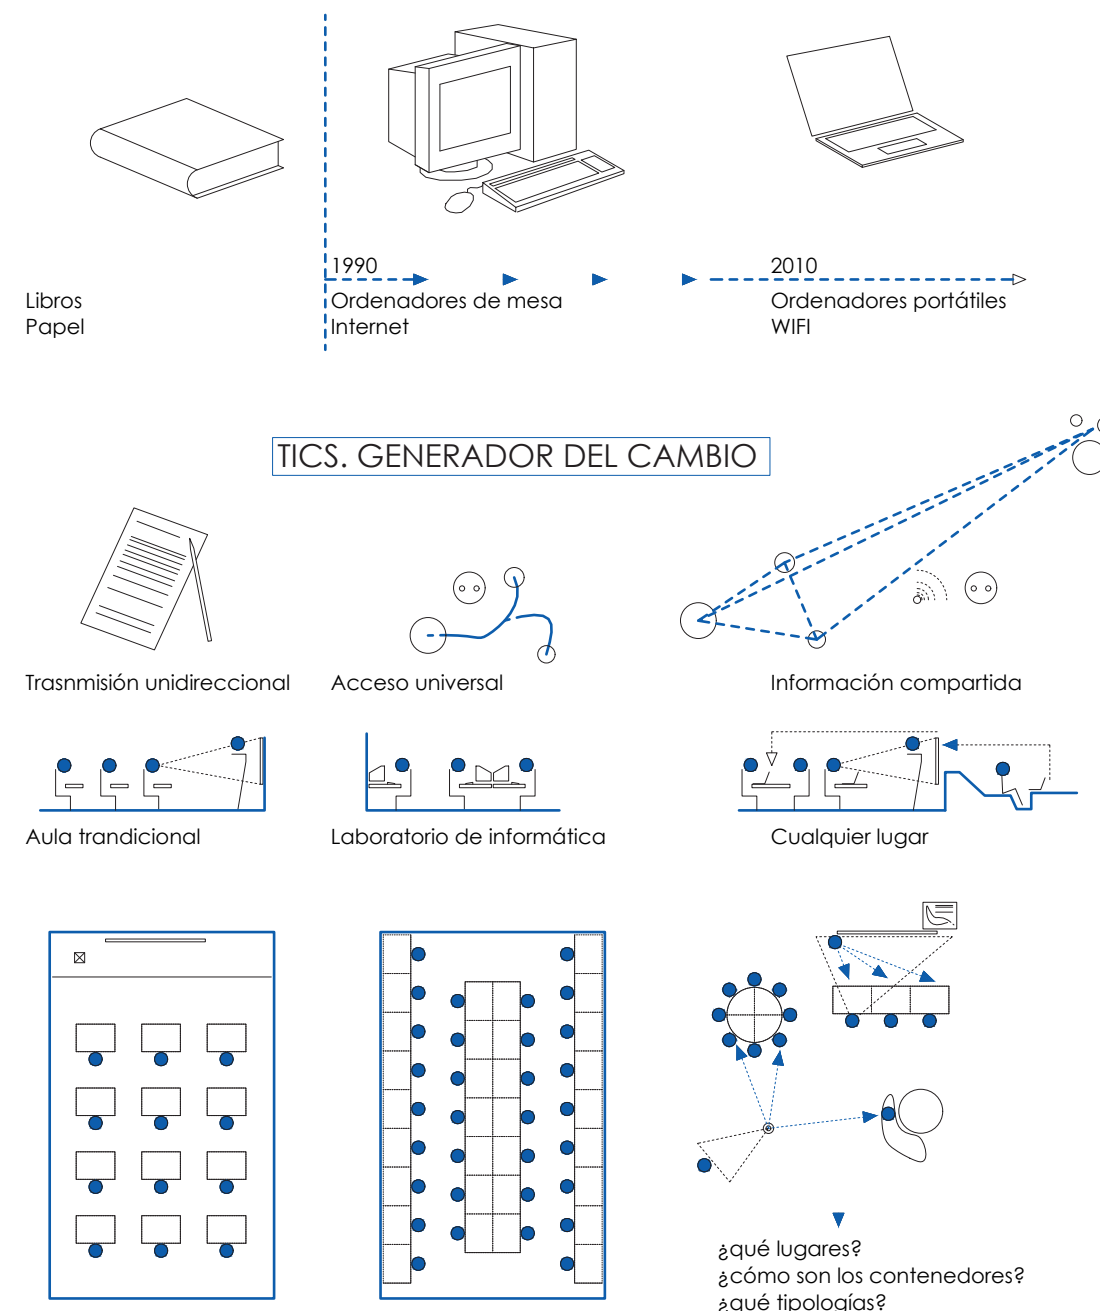 1990
2010
Libros
Papel
Ordenadores de mesa
Internet
Ordenadores portátiles
WIFI
TICS. GENERADOR DEL CAMBIO
Trasnmisión unidireccional
Acceso universal
Información compartida
Aula trandicional
Laboratorio de informática
Cualquier lugar
¿qué lugares?
¿cómo son los contenedores?
¿qué tipologías?